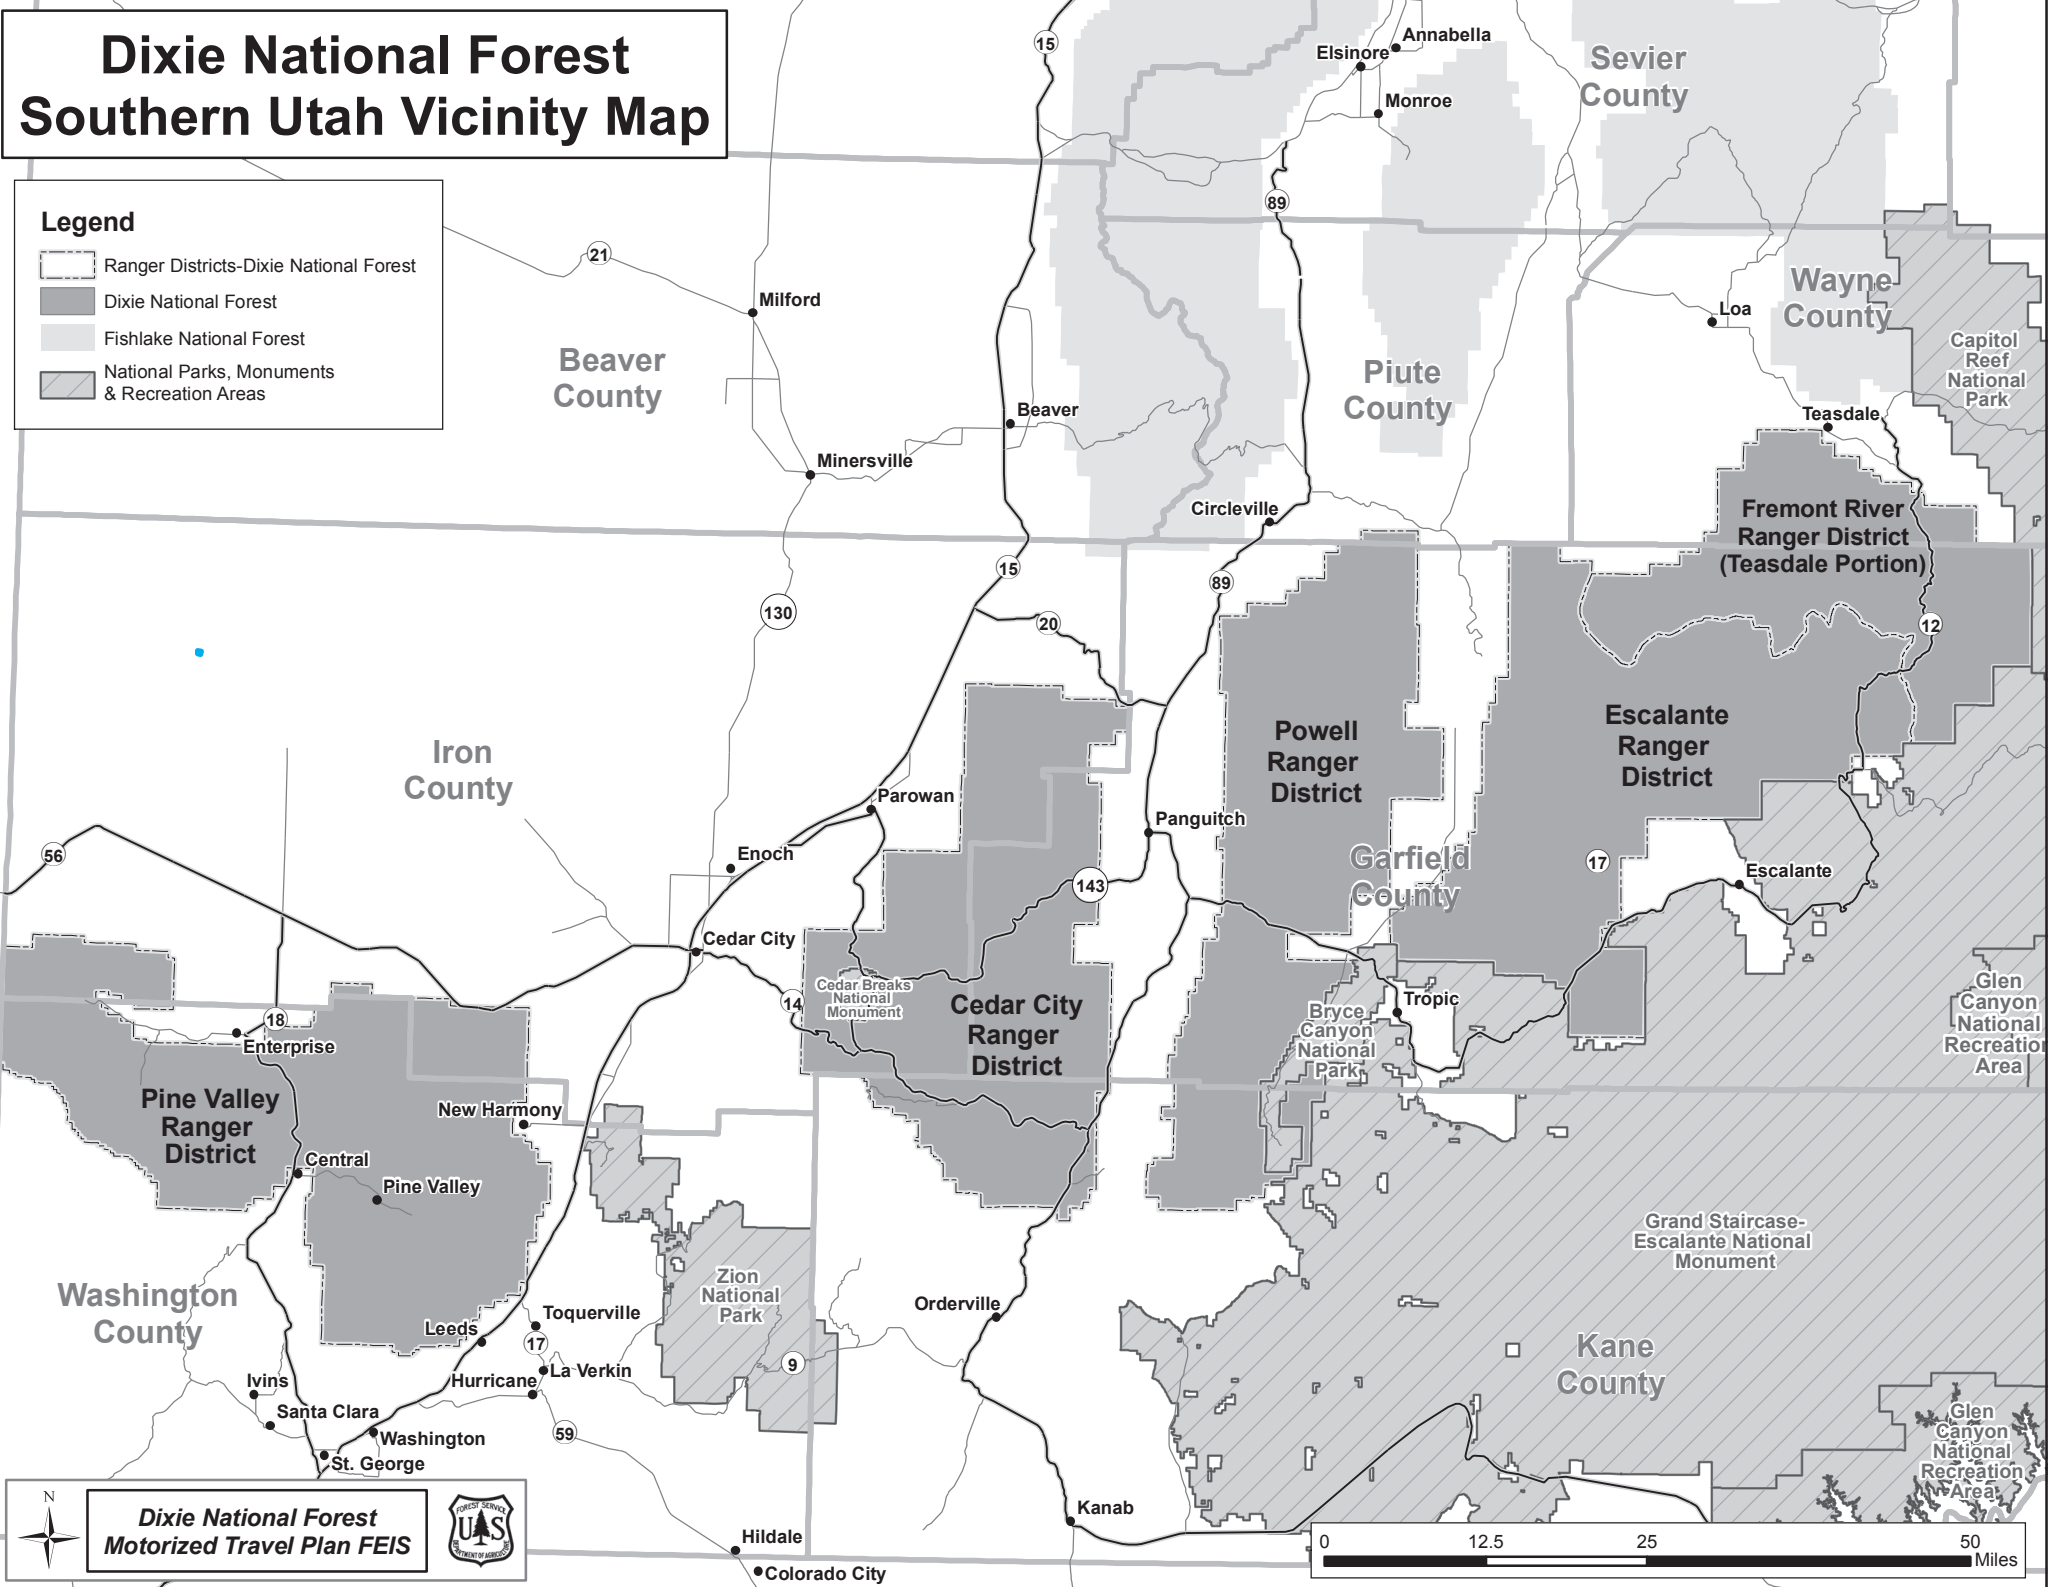 Dixie National Forest
Southern Utah Vicinity Map
Legend
Ranger Districts-Dixie National Forest
Dixie National Forest
Fishlake National Forest
National Parks, Monuments
& Recreation Areas
15
Annabella
Elsinore
Monroe
Sevier
County
89
21
Milford
Wayne
County
Loa
Capitol
Reef
National
Park
Beaver
County
Piute
County
Beaver
Teasdale
Minersville
Circleville
Fremont River
Ranger District
(Teasdale Portion)
15
89
130
20
12
Iron
County
Powell
Ranger
District
Escalante
Ranger
District
Parowan
Panguitch
56
Enoch
Garfield
County
17
Escalante
143
Cedar City
Cedar Breaks
National
Monument
14
Cedar City
Ranger
District
Tropic
Bryce
Canyon
National
Park
Glen
Canyon
National
Recreation
Area
18
Enterprise
Pine Valley
Ranger
District
New Harmony
Central
Pine Valley
Grand Staircase-
Escalante National
Monument
Washington
County
Zion
National
Park
Orderville
Toquerville
Leeds
17
9
Kane
County
La Verkin
Hurricane
Ivins
Santa Clara
59
Washington
St. George
Glen
Canyon
National
Recreation
Area
Kanab
Hildale
Colorado City
N
Dixie National Forest
Motorized Travel Plan FEIS
FOREST SERVICE
U S
DEPARTMENT OF AGRICULTURE
0 12.5 25 50
Miles